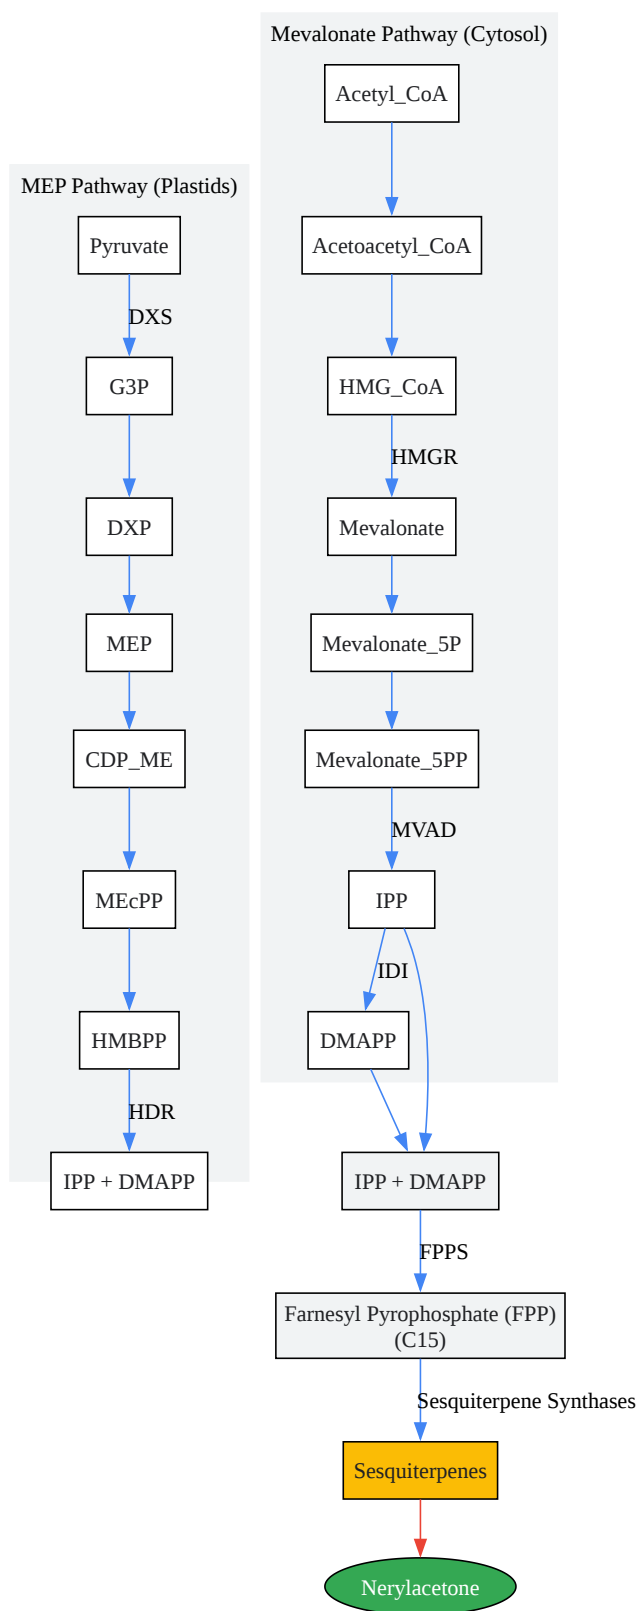 Mevalonate Pathway (Cytosol)
Acetyl_CoA
Acetoacetyl_CoA
HMG_CoA
HMGR
Mevalonate
Mevalonate_5P
Mevalonate_5PP
MVAD
IPP
IDI
DMAPP
MEP Pathway (Plastids)
Pyruvate
DXS
G3P
DXP
MEP
CDP_ME
MEcPP
HMBPP
HDR
IPP + DMAPP
IPP + DMAPP
FPPS
Farnesyl Pyrophosphate (FPP)
(C15)
Sesquiterpene Synthases
Sesquiterpenes
Nerylacetone